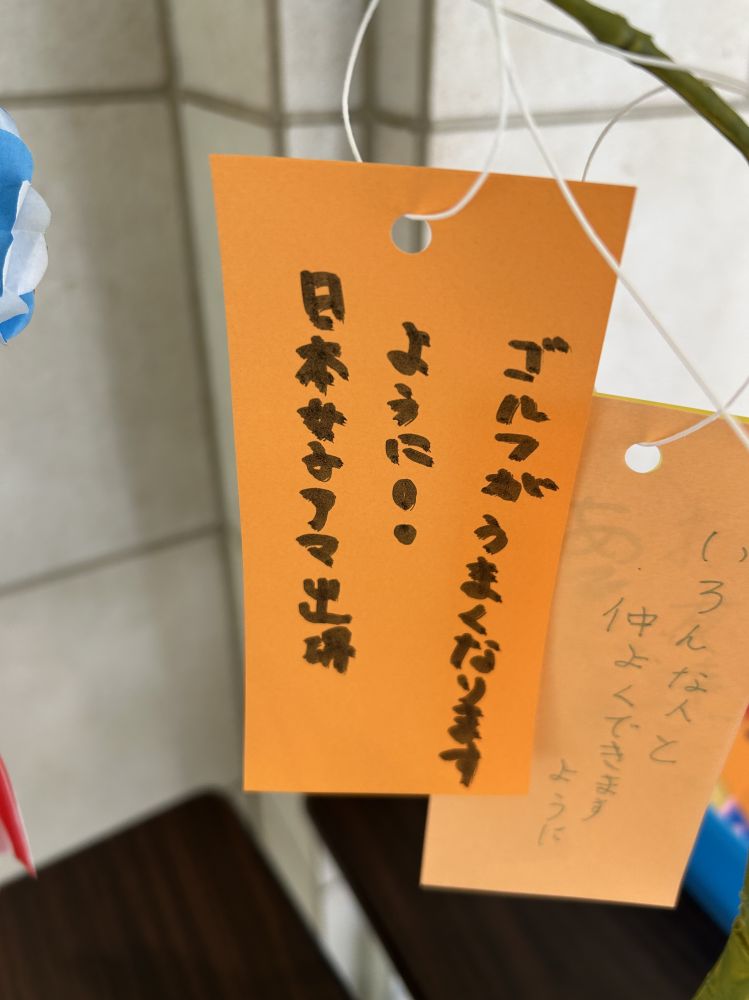 ゴルフがうまくなります
ように・・
日本女子アマ出
いろんな人と
仲よくできます
ように